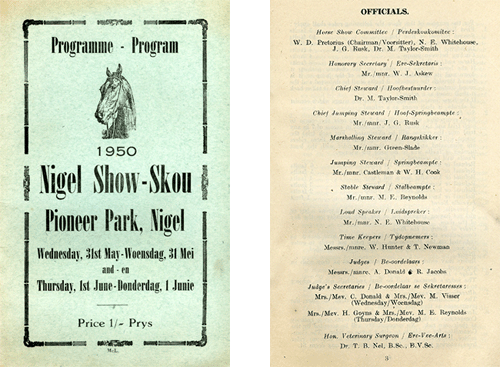 Programme - Program
1950
Nigel Show-Skou
Pioneer Park, Nigel
Wednesday, 31st May-Woensdag, 31 Mei
and - en
Thursday, 1st June-Donderdag, 1 Junie
Price 1/- Prys
OFFICIALS.
Horse Show Committee / Perdeskoukomitee :
W. D. Pretorius (Chairman/Voorsitter), N. E. Whitehouse,
J. G. Rusk, Dr. M. Taylor-Smith
Honorary Secretary / Ere-Sekretaris :
Mr./mnr. W. J. Askew
Chief Steward / Hoofbestuurder :
Dr. M. Taylor-Smith
Chief Jumping Steward / Hoof-Springbeampte :
Mr./mnr. J. G. Rusk
Marshalling Steward / Rangskikker :
Mr./mnr. Green-Slade
Jumping Steward / Springbeampte :
Mr./mnr. Castleman & W. H. Cook
Stable Steward / Stalbeampte :
Mr./mnr. M. E. Reynolds
Loud Speaker / Luidspreker :
Mr./mnr. N. E. Whitehouse
Time Keepers / Tydopnemers :
Messrs./mnre. W. Hunter & T. Newman
Judges / Be-oordelaars :
Messrs./mnre. A. Donald & R. Jacobs
Judge's Secretaries / Be-oordelaar se Sekretaresses :
Mrs./Mev. C. Donald & Mrs./Mev. M. Visser
(Wednesday/Woensdag)
Mrs./Mev. H. Goyns & Mrs./Mev. M. E. Reynolds
(Thursday/Donderdag)
Hon. Veterinary Surgeon / Ere-Vee-Arts :
Dr. T. B. Nel, B.Sc., B.V.Sc.
3